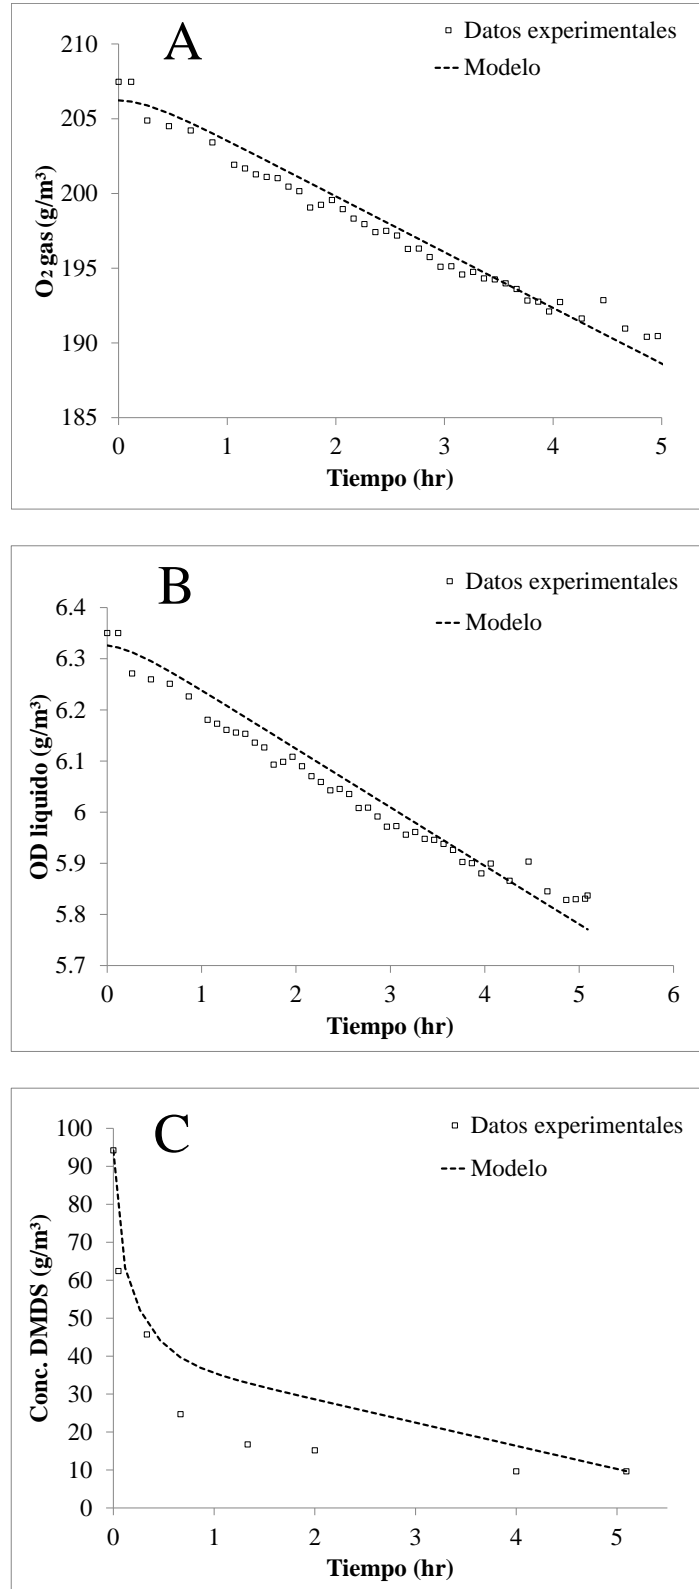 A
Datos experimentales
Modelo
210
205
200
195
190
185
O₂ gas (g/m³)
0 1 2 3 4 5
Tiempo (hr)
B
Datos experimentales
Modelo
6.4
6.3
6.2
6.1
6
5.9
5.8
5.7
OD liquido (g/m³)
0 1 2 3 4 5 6
Tiempo (hr)
C
Datos experimentales
Modelo
100
90
80
70
60
50
40
30
20
10
0
Conc. DMDS (g/m³)
0 1 2 3 4 5
Tiempo (hr)